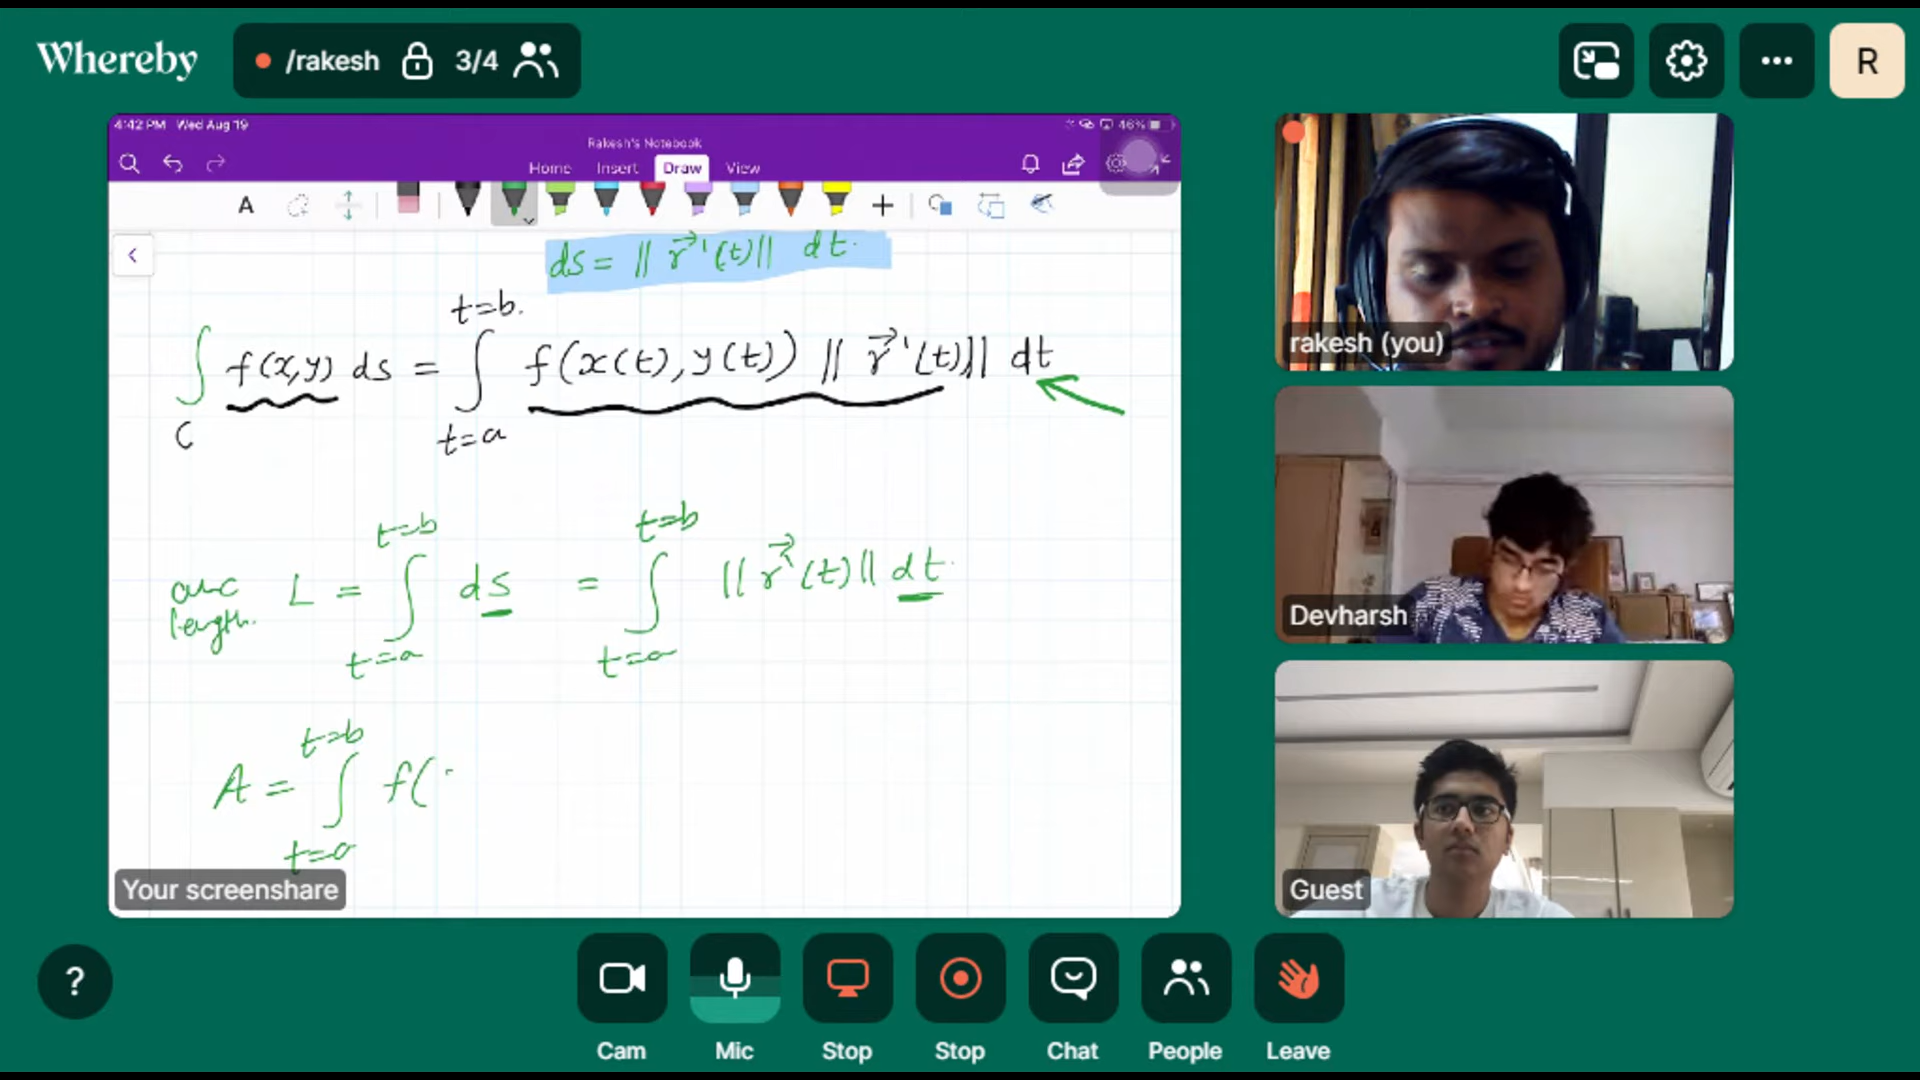 Whereby
/rakesh 3/4
R
4:42 PM Wed Aug 19
46%
Rakesh's Notebook
Home Insert Draw View
A
ds = || r⃗ '(t)|| dt.
t=b.
∫ f(x,y) ds = ∫ f(x(t), y(t)) || r⃗ '(t)|| dt
C t=a
t=b t=b
arc length. L = ∫ ds = ∫ || r⃗ '(t)|| dt.
t=a t=a
t=b
A = ∫ f(
t=a
Your screenshare
rakesh (you)
Devharsh
Guest
?
Cam Mic Stop Stop Chat People Leave